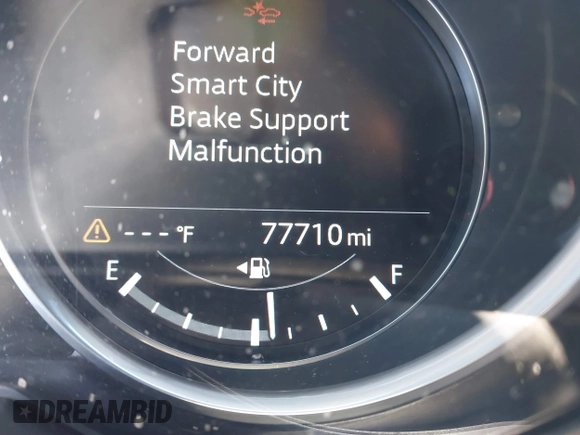 Forward
Smart City
Brake Support
Malfunction
--- °F 77710 mi
E F
DREAMBID